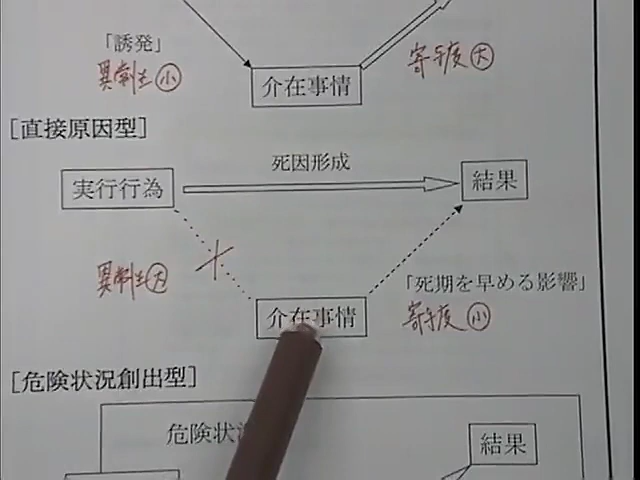 「誘発」
異常性 小
介在事情
寄与度 大
[直接原因型]
死因形成
実行行為
結果
異常性 大
「死期を早める影響」
介在事情
寄与度 小
[危険状況創出型]
危険状況
結果